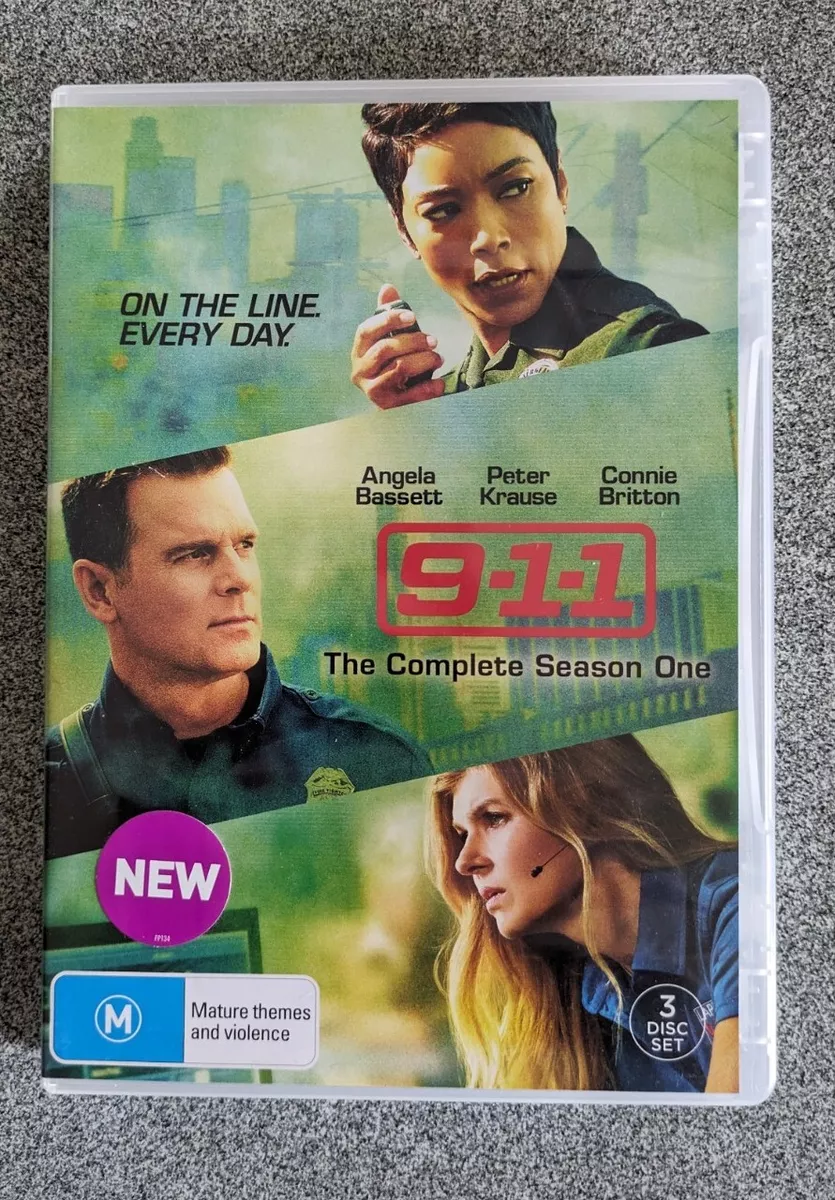 ON THE LINE.
EVERY DAY.
Angela Bassett
Peter Krause
Connie Britton
9-1-1
The Complete Season One
NEW
FP934
M
Mature themes
and violence
3
DISC
SET